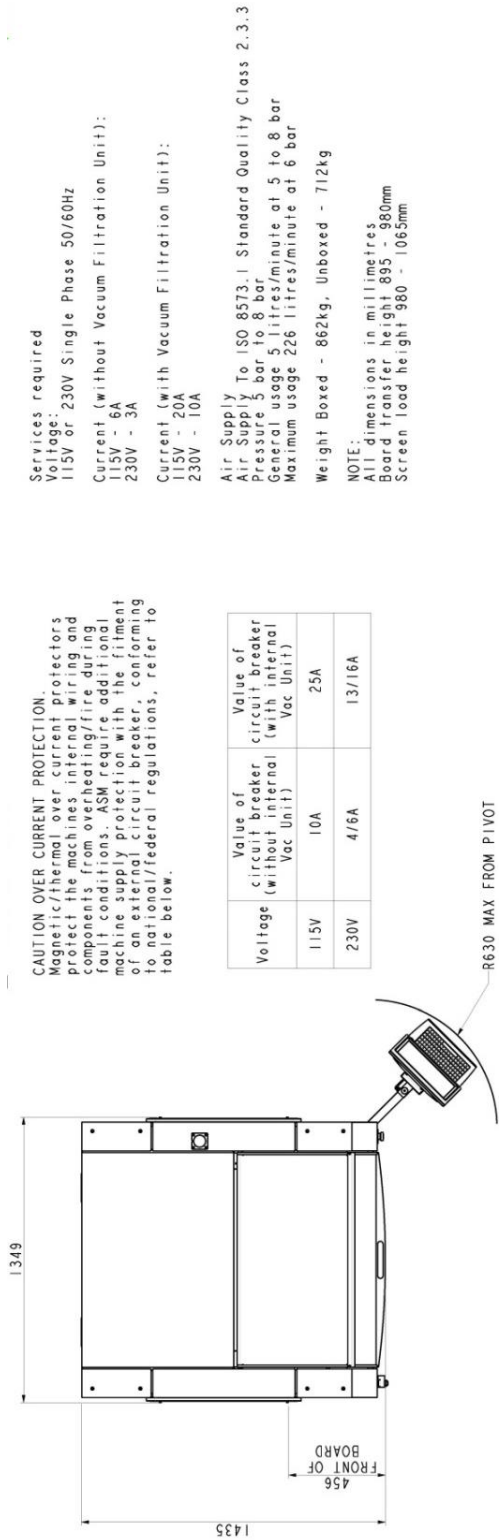 1349
1435
456
FRONT OF
BOARD
R630 MAX FROM PIVOT
CAUTION OVER CURRENT PROTECTION.
Magnetic/thermal over current protectors
protect the machines internal wiring and
components from overheating/fire during
fault conditions. ASM require additional
machine supply protection with the fitment
of an external circuit breaker, conforming
to national/federal regulations, refer to
table below.
Voltage
Value of
circuit breaker
(without internal
Vac Unit)
Value of
circuit breaker
(with internal
Vac Unit)
115V
10A
25A
230V
4/6A
13/16A
Services required
Voltage:
115V or 230V Single Phase 50/60Hz
Current (without Vacuum Filtration Unit):
115V - 6A
230V - 3A
Current (with Vacuum Filtration Unit):
115V - 20A
230V - 10A
Air Supply
Air Supply To ISO 8573.1 Standard Quality Class 2.3.3
Pressure 5 bar to 8 bar
General usage 5 litres/minute at 5 to 8 bar
Maximum usage 226 litres/minute at 6 bar
Weight Boxed - 862kg, Unboxed - 712kg
NOTE:
All dimensions in millimetres
Board transfer height 895 - 980mm
Screen load height 980 - 1065mm